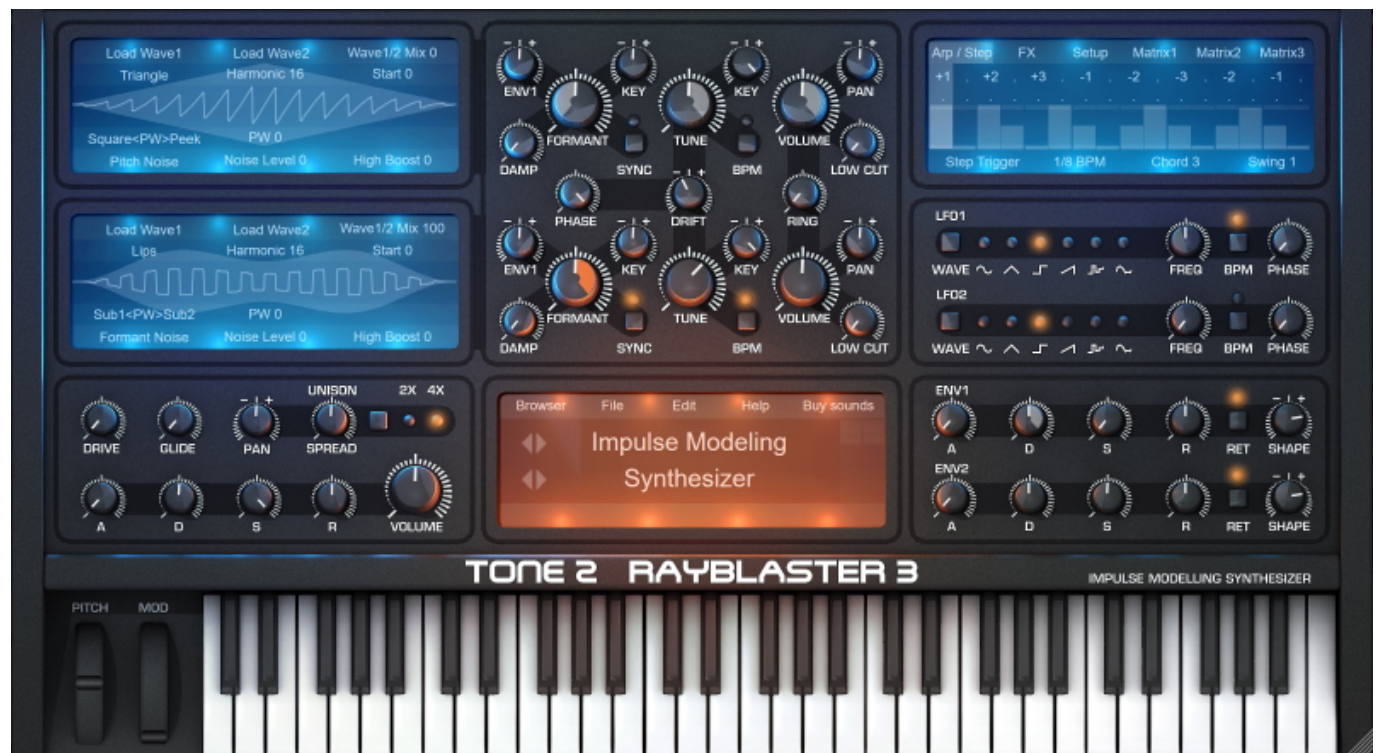 Load Wave1 Load Wave2 Wave1/2 Mix 0
Triangle Harmonic 16 Start 0
Square<PW>Peek PW 0
Pitch Noise Noise Level 0 High Boost 0
Load Wave1 Load Wave2 Wave1/2 Mix 100
Lips Harmonic 16 Start 0
Sub1<PW>Sub2 PW 0
Formant Noise Noise Level 0 High Boost 0
- I + - I +
ENV1 KEY KEY PAN
FORMANT TUNE VOLUME
DAMP SYNC BPM LOW CUT
- I +
PHASE DRIFT RING
- I + - I +
ENV1 KEY KEY PAN
FORMANT TUNE VOLUME
DAMP SYNC BPM LOW CUT
Arp / Step FX Setup Matrix1 Matrix2 Matrix3
+1 . +2 . +3 . -1 . -2 . -3 . -2 . -1 .
Step Trigger 1/8 BPM Chord 3 Swing 1
LFO1
WAVE FREQ BPM PHASE
LFO2
WAVE FREQ BPM PHASE
UNISON 2X 4X
- I +
DRIVE GLIDE PAN SPREAD
A D S R VOLUME
Browser File Edit Help Buy sounds
Impulse Modeling
Synthesizer
ENV1
- I +
A D S R RET SHAPE
ENV2
- I +
A D S R RET SHAPE
TONE 2 RAYBLASTER 3
IMPULSE MODELLING SYNTHESIZER
PITCH MOD